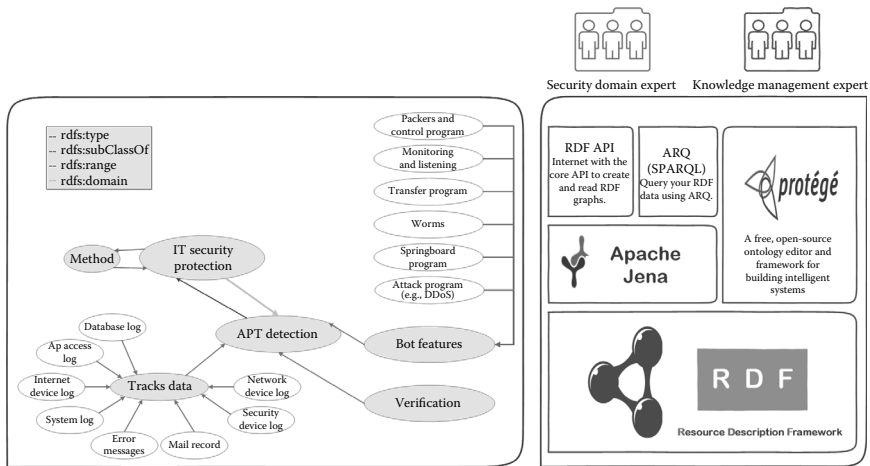 Security domain expert
Knowledge management expert
-- rdfs:type
-- rdfs:subClassOf
-- rdfs:range
-- rdfs:domain
Packers and
control program
Monitoring
and listening
Transfer program
Worms
Springboard
program
Attack program
(e.g., DDoS)
Method
IT security
protection
APT detection
Bot features
Verification
Database log
Ap access
log
Internet
device log
System log
Error
messages
Mail record
Security
device log
Network
device log
Tracks data
RDF API
Internet with the
core API to create
and read RDF
graphs.
ARQ
(SPARQL)
Query your RDF
data using ARQ.
protégé
A free, open-source
ontology editor and
framework for
building intelligent
systems
Apache
Jena
R D F
Resource Description Framework